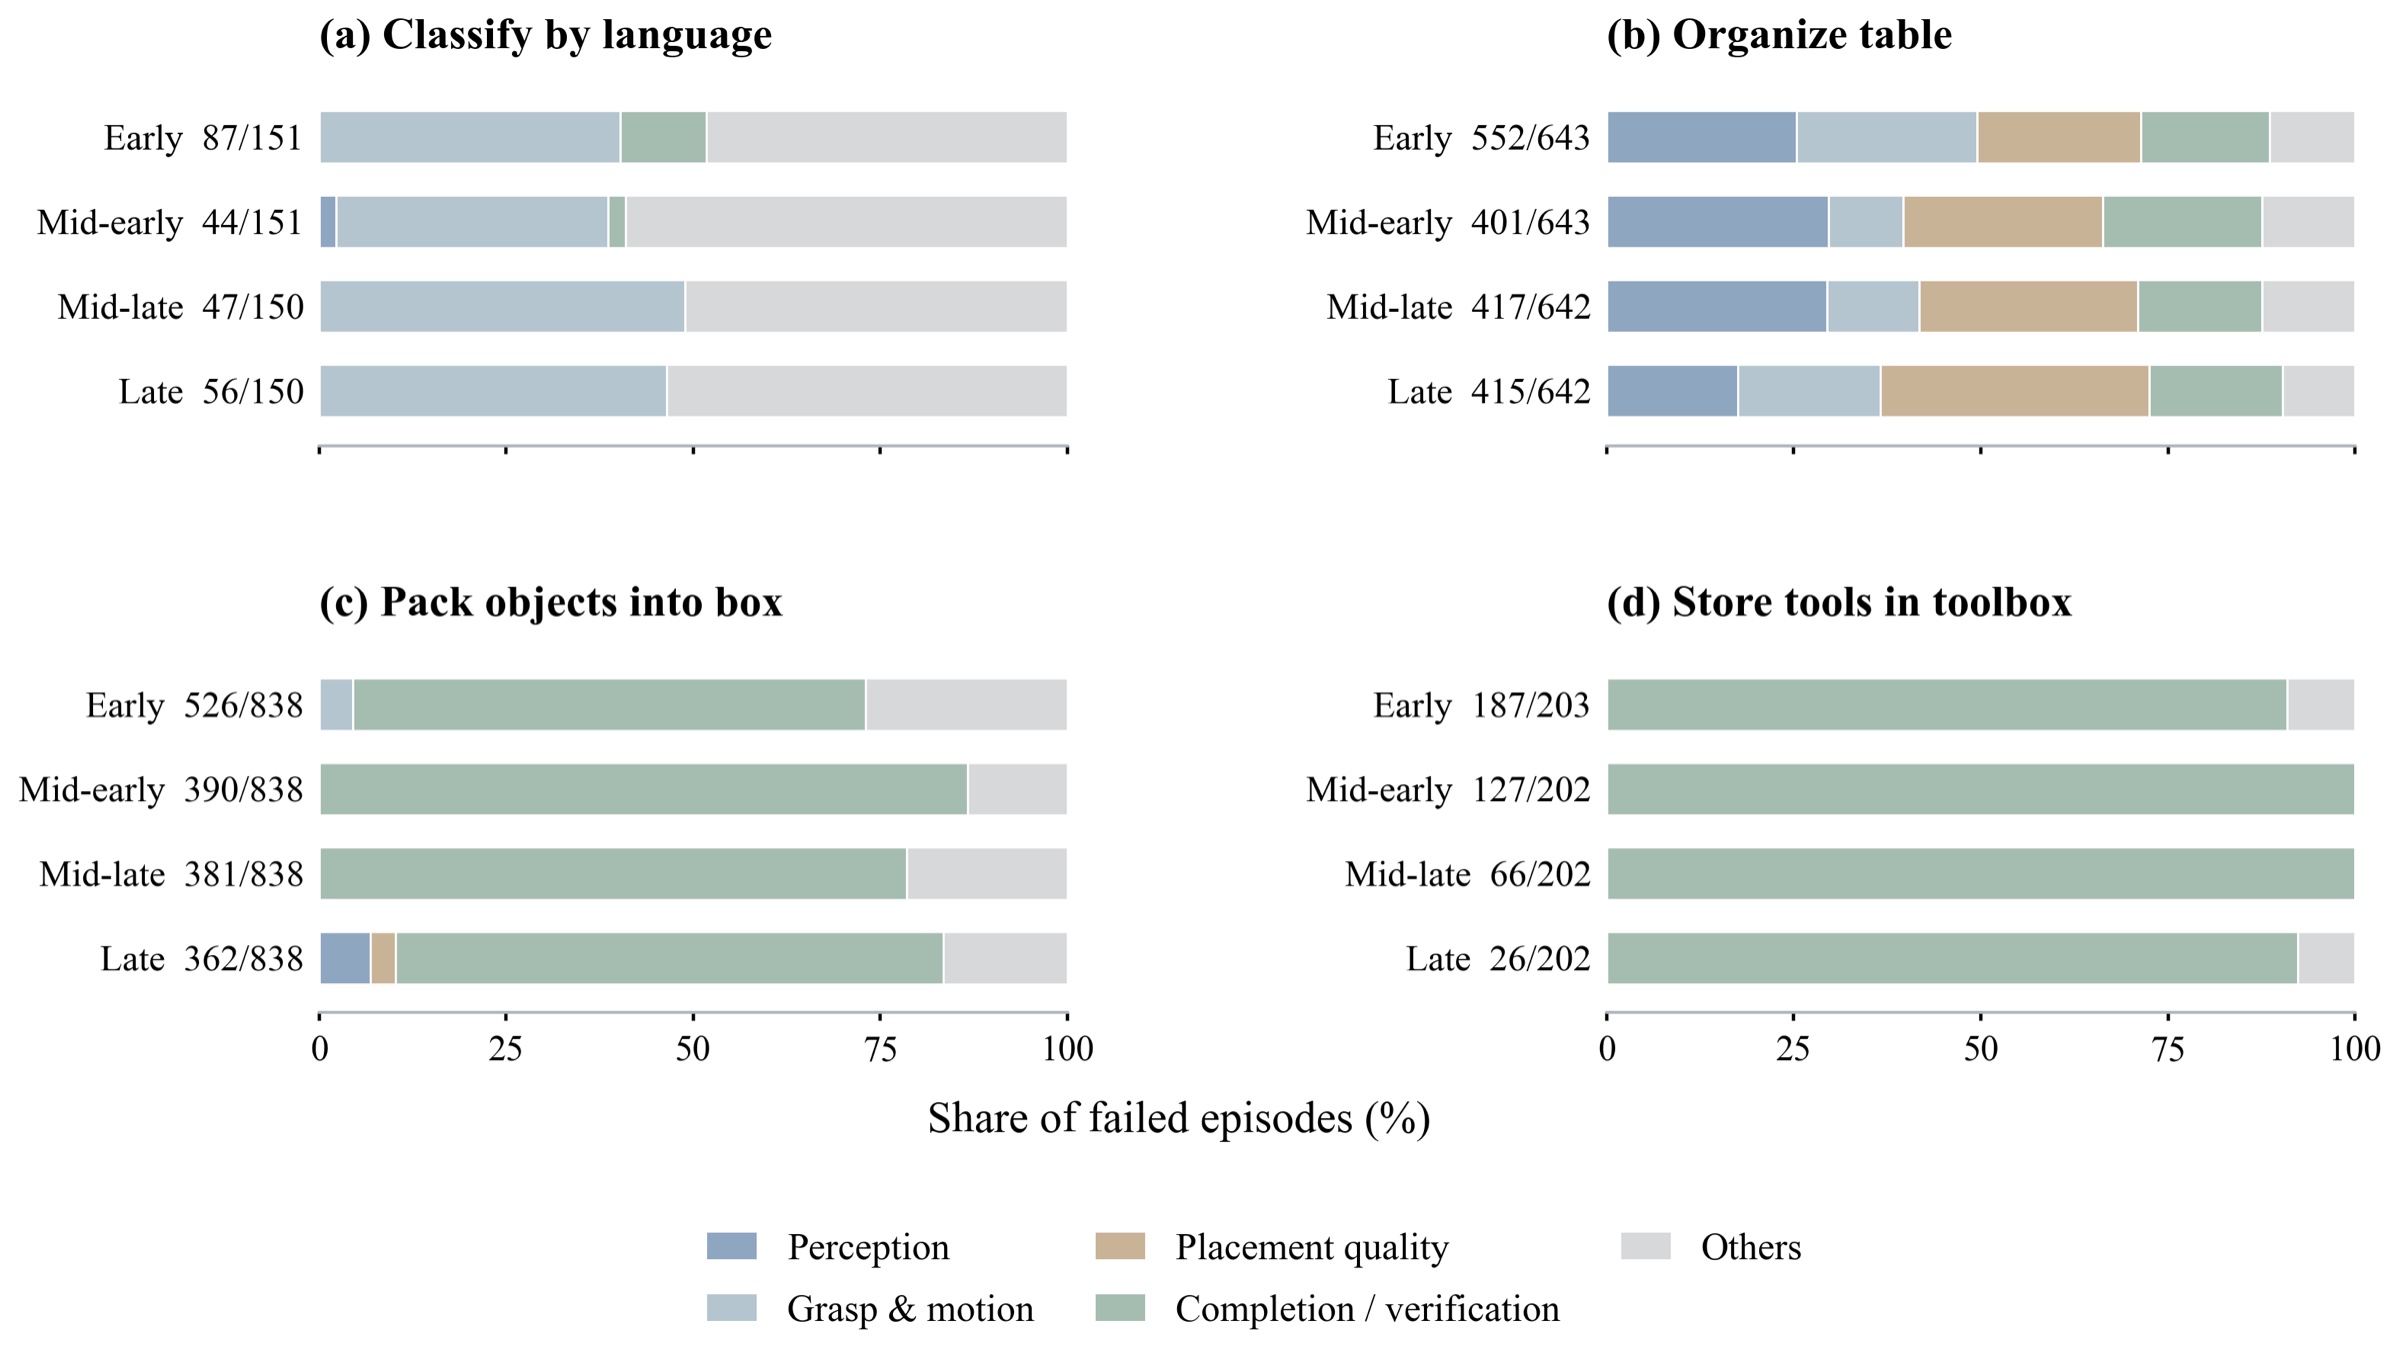 (a) Classify by language
Early 87/151
Mid-early 44/151
Mid-late 47/150
Late 56/150
(b) Organize table
Early 552/643
Mid-early 401/643
Mid-late 417/642
Late 415/642
(c) Pack objects into box
Early 526/838
Mid-early 390/838
Mid-late 381/838
Late 362/838
0 25 50 75 100
(d) Store tools in toolbox
Early 187/203
Mid-early 127/202
Mid-late 66/202
Late 26/202
0 25 50 75 100
Share of failed episodes (%)
Perception
Placement quality
Others
Grasp & motion
Completion / verification